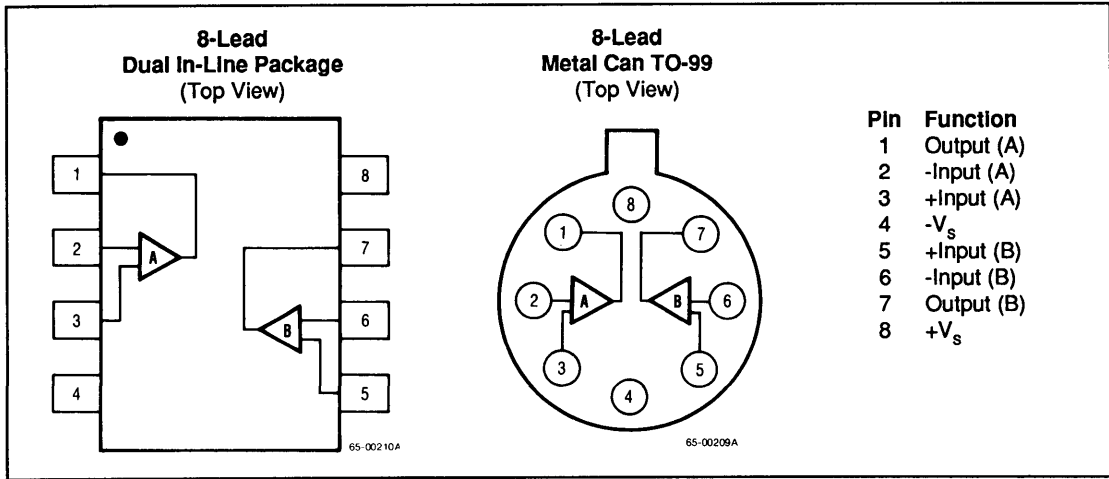 8-Lead
Dual In-Line Package
(Top View)
1
2
3
4
8
7
6
5
A
B
65-00210A
8-Lead
Metal Can TO-99
(Top View)
8
1
7
2
A
B
6
3
5
4
65-00209A
Pin Function
1 Output (A)
2 -Input (A)
3 +Input (A)
4 -Vs
5 +Input (B)
6 -Input (B)
7 Output (B)
8 +Vs